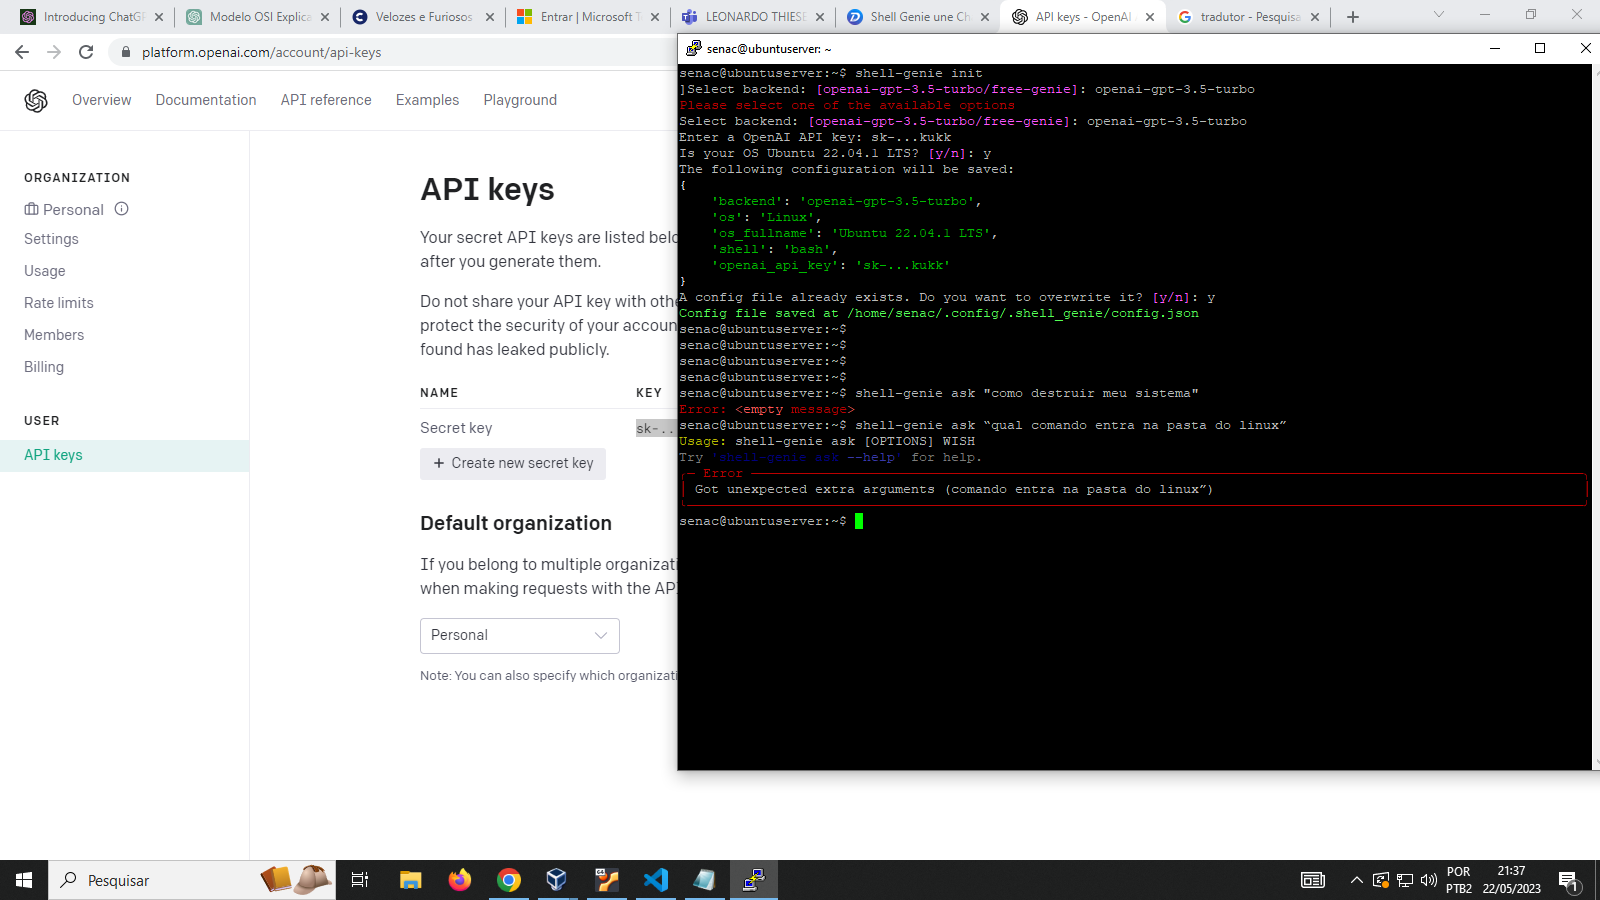 Introducing ChatGP
Modelo OSI Explica
Velozes e Furiosos
Entrar | Microsoft T
LEONARDO THIESE
Shell Genie une Ch
API keys - OpenAI
tradutor - Pesquisa
platform.openai.com/account/api-keys
Overview
Documentation
API reference
Examples
Playground
ORGANIZATION
Personal
Settings
Usage
Rate limits
Members
Billing
USER
API keys
API keys
Your secret API keys are listed belo
after you generate them.
Do not share your API key with othe
protect the security of your accoun
found has leaked publicly.
NAME KEY
Secret key sk-...
+ Create new secret key
Default organization
If you belong to multiple organizati
when making requests with the API
Personal
Note: You can also specify which organizati
senac@ubuntuserver: ~
senac@ubuntuserver:~$ shell-genie init
]Select backend: [openai-gpt-3.5-turbo/free-genie]: openai-gpt-3.5-turbo
Please select one of the available options
Select backend: [openai-gpt-3.5-turbo/free-genie]: openai-gpt-3.5-turbo
Enter a OpenAI API key: sk-...kukk
Is your OS Ubuntu 22.04.1 LTS? [y/n]: y
The following configuration will be saved:
{
'backend': 'openai-gpt-3.5-turbo',
'os': 'Linux',
'os_fullname': 'Ubuntu 22.04.1 LTS',
'shell': 'bash',
'openai_api_key': 'sk-...kukk'
}
A config file already exists. Do you want to overwrite it? [y/n]: y
Config file saved at /home/senac/.config/.shell_genie/config.json
senac@ubuntuserver:~$
senac@ubuntuserver:~$
senac@ubuntuserver:~$
senac@ubuntuserver:~$
senac@ubuntuserver:~$ shell-genie ask "como destruir meu sistema"
Error: <empty message>
senac@ubuntuserver:~$ shell-genie ask “qual comando entra na pasta do linux”
Usage: shell-genie ask [OPTIONS] WISH
Try 'shell-genie ask --help' for help.
Error
Got unexpected extra arguments (comando entra na pasta do linux”)
senac@ubuntuserver:~$
Pesquisar
POR
PTB2
21:37
22/05/2023
1